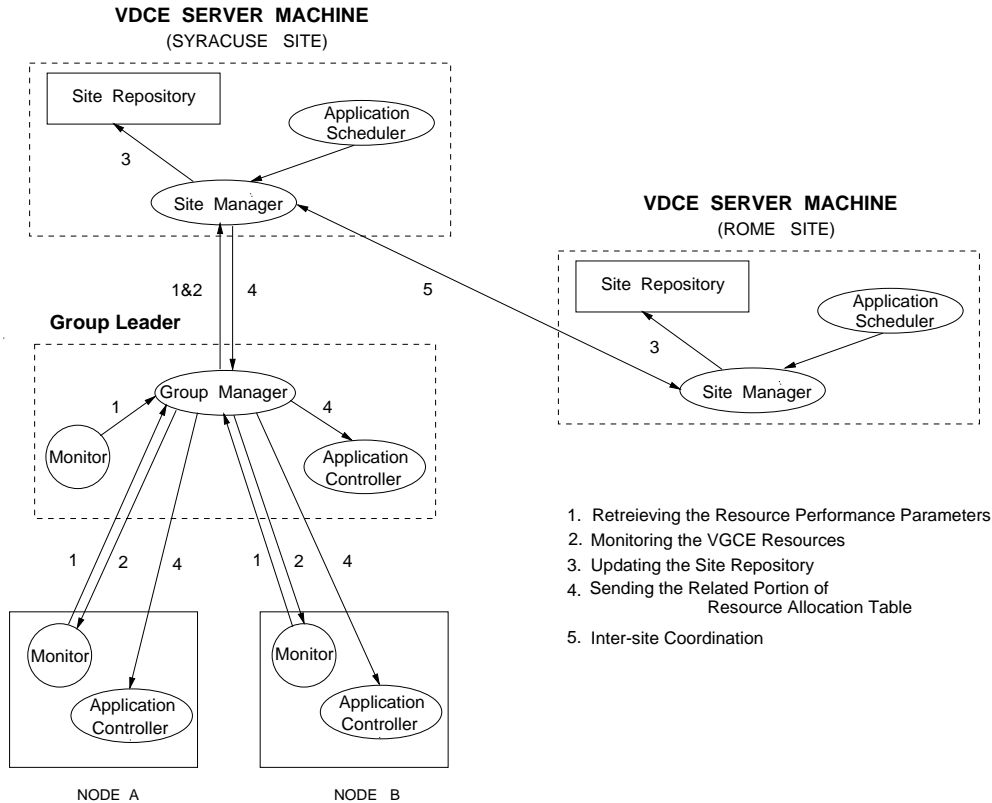 VDCE SERVER MACHINE
(SYRACUSE SITE)
Site Repository
Application
Scheduler
3
Site Manager
VDCE SERVER MACHINE
(ROME SITE)
Site Repository
Application
Scheduler
3
Site Manager
1&2
4
5
Group Leader
Group Manager
1
4
Monitor
Application
Controller
1
2
4
1
2
4
Monitor
Application
Controller
NODE A
Monitor
Application
Controller
NODE B
1. Retreieving the Resource Performance Parameters
2. Monitoring the VGCE Resources
3. Updating the Site Repository
4. Sending the Related Portion of
Resource Allocation Table
5. Inter-site Coordination